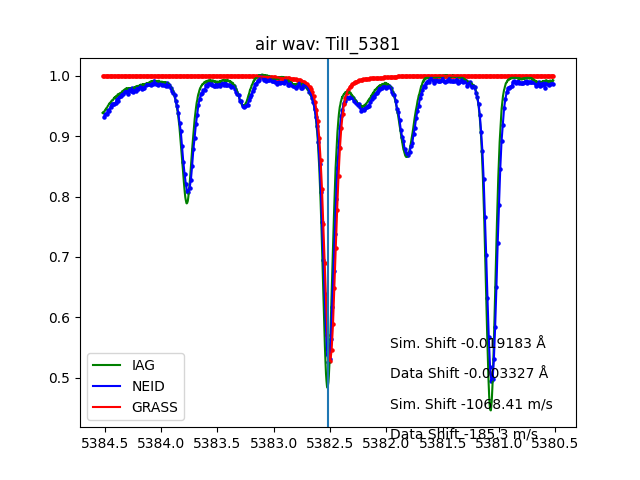 air wav: TiII_5381
1.0
0.9
0.8
0.7
0.6
0.5
Sim. Shift -0.019183 Å
Data Shift -0.003327 Å
Sim. Shift -1068.41 m/s
Data Shift -185.3 m/s
IAG
NEID
GRASS
5384.5 5384.0 5383.5 5383.0 5382.5 5382.0 5381.5 5381.0 5380.5